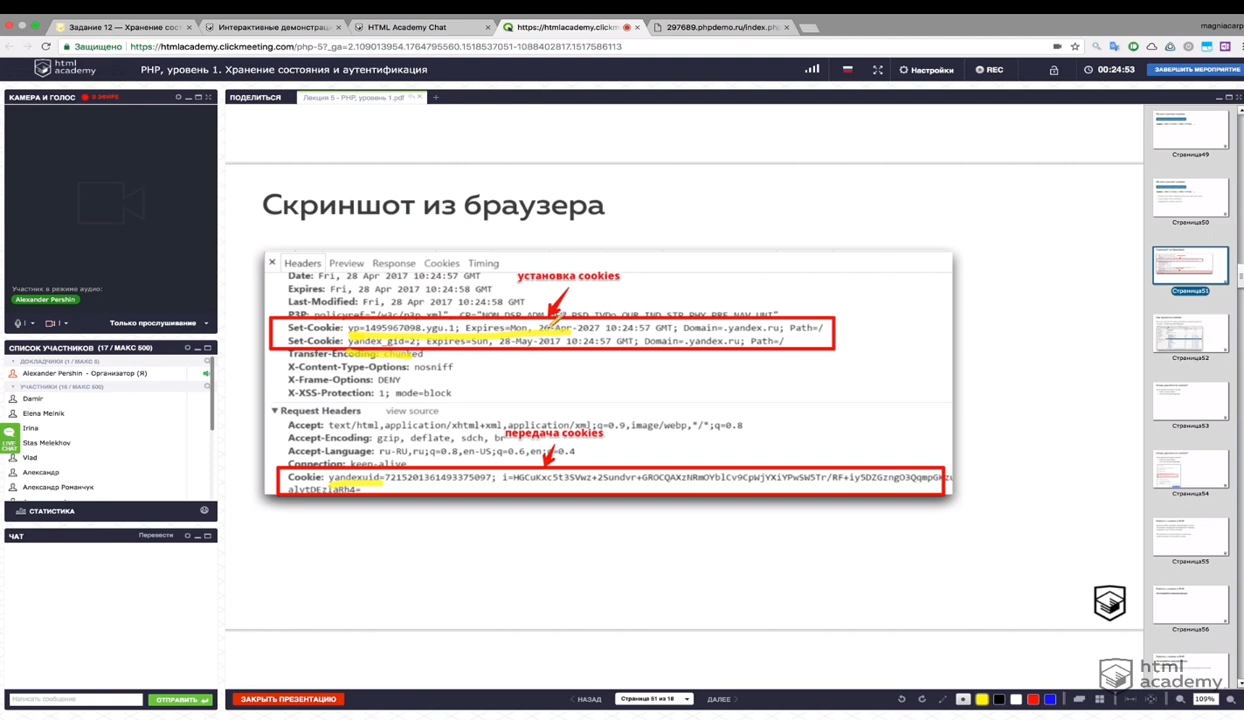 Задание 12 — Хранение сост
Интерактивные демонстрац
HTML Academy Chat
https://htmlacademy.clickm
297689.phpdemo.ru/index.ph
magniacarp
Защищено
https://htmlacademy.clickmeeting.com/php-5?_ga=2.109013954.1764795560.1518537051-1088402817.1517586113
html
academy
PHP, уровень 1. Хранение состояния и аутентификация
Настройки
REC
00:24:53
ЗАВЕРШИТЬ МЕРОПРИЯТИЕ
КАМЕРА И ГОЛОС
В ЭФИРЕ
ПОДЕЛИТЬСЯ
Лекция 5 - PHP, уровень 1.pdf
Участник в режиме аудио:
Alexander Pershin
Только прослушивание
СПИСОК УЧАСТНИКОВ (17 / МАКС 500)
ДОКЛАДЧИКИ (1 / МАКС 5)
Alexander Pershin - Организатор (Я)
УЧАСТНИКИ (16 / МАКС 500)
Damir
Elena Melnik
Irina
Stas Melekhov
Vlad
Александр
Александр Романчук
LIVE
CHAT
СТАТИСТИКА
ЧАТ
Перевести
Написать сообщение
ОТПРАВИТЬ
Скриншот из браузера
Headers Preview Response Cookies Timing
Date: Fri, 28 Apr 2017 10:24:57 GMT
установка cookies
Expires: Fri, 28 Apr 2017 10:24:58 GMT
Last-Modified: Fri, 28 Apr 2017 10:24:58 GMT
Set-Cookie: yp=1495967098.ygu.1; Expires=Mon, 26-Apr-2027 10:24:57 GMT; Domain=.yandex.ru; Path=/
Set-Cookie: yandex_gid=2; Expires=Sun, 28-May-2017 10:24:57 GMT; Domain=.yandex.ru; Path=/
Transfer-Encoding: chunked
X-Content-Type-Options: nosniff
X-Frame-Options: DENY
X-XSS-Protection: 1; mode=block
Request Headers view source
Accept: text/html,application/xhtml+xml,application/xml;q=0.9,image/webp,*/*;q=0.8
передача cookies
Accept-Encoding: gzip, deflate, sdch, br
Accept-Language: ru-RU,ru;q=0.8,en-US;q=0.6,en;q=0.4
Connection: keep-alive
Cookie: yandexuid=7215201361493375097;
Страница49
Страница50
Страница51
Страница52
Страница53
Страница54
Страница55
Страница56
html
academy
ЗАКРЫТЬ ПРЕЗЕНТАЦИЮ
НАЗАД
Страница 51 из 18
ДАЛЕЕ
109%